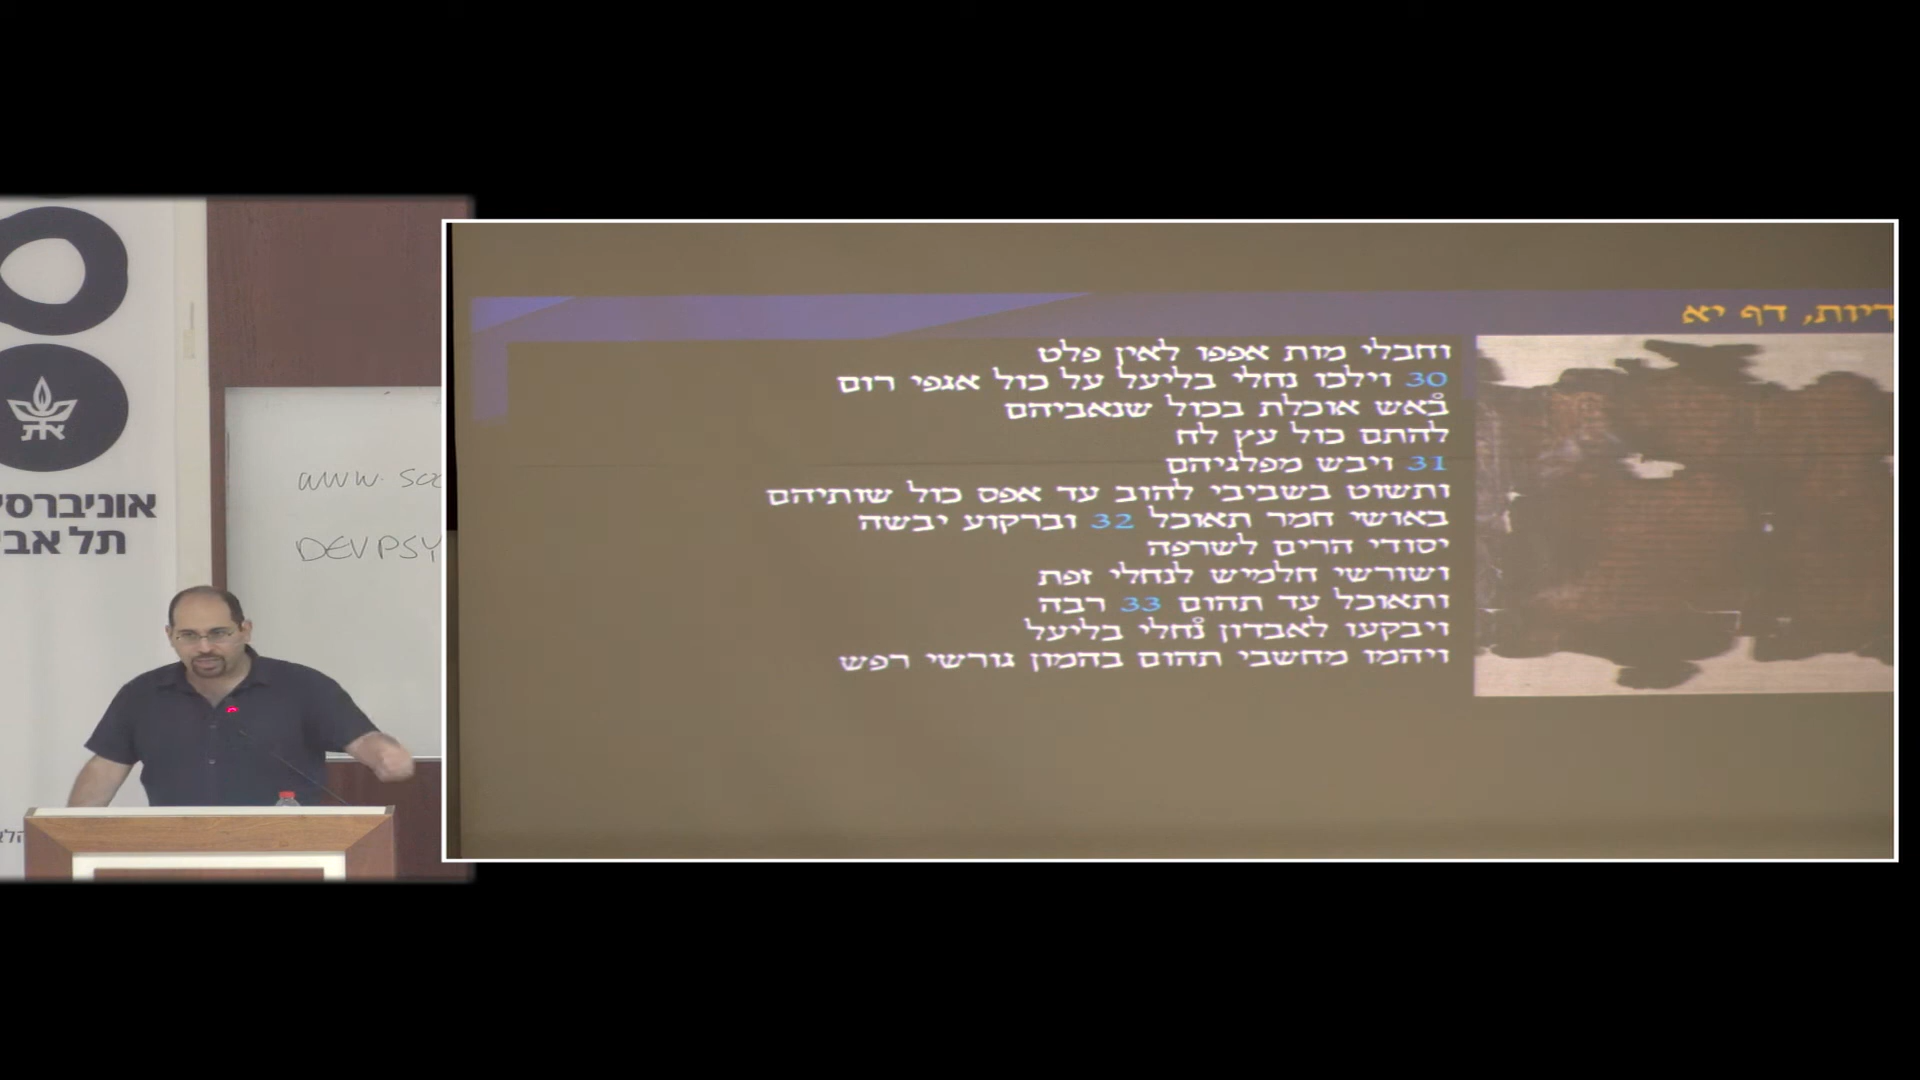 אוניברסי
תל אבי
www. sco
DEVPSY
דיות, דף יא
וחבלי מות אפפו לאין פלט
30 וילכו נחלי בליעל על כול אגפי רום
באש אוכלת בכול שנאביהם
להתם כול עץ לח
31 ויבש מפלגיהם
ותשוט בשביבי להוב עד אפס כול שותיהם
באושי חמר תאוכל 32 וברקוע יבשה
יסודי הרים לשרפה
ושורשי חלמיש לנחלי זפת
ותאוכל עד תהום 33 רבה
ויבקעו לאבדון נחלי בליעל
ויהמו מחשבי תהום בהמון גורשי רפש